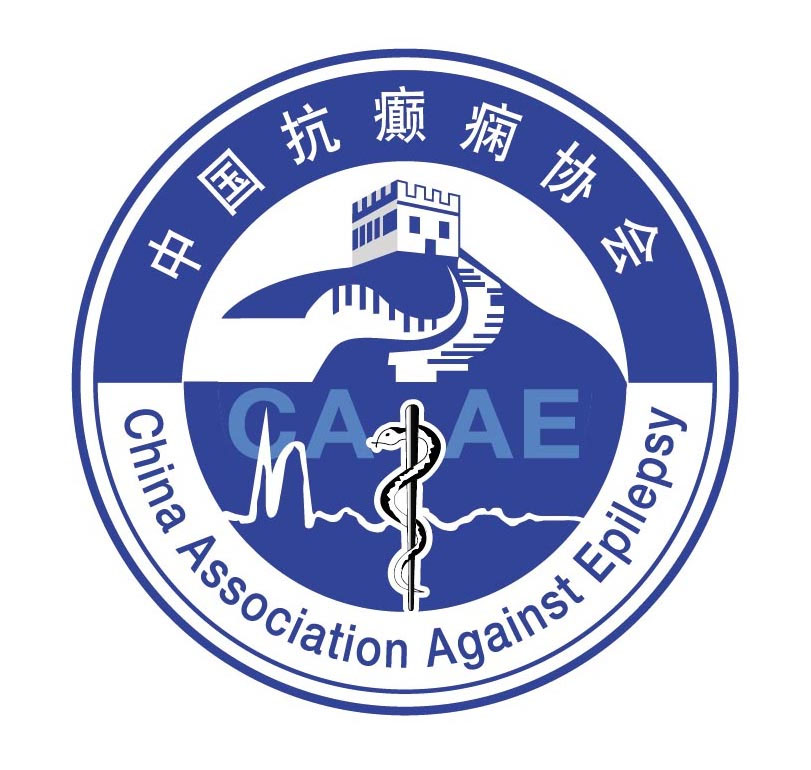 中国抗癫痫协会
CAAE
China Association Against Epilepsy